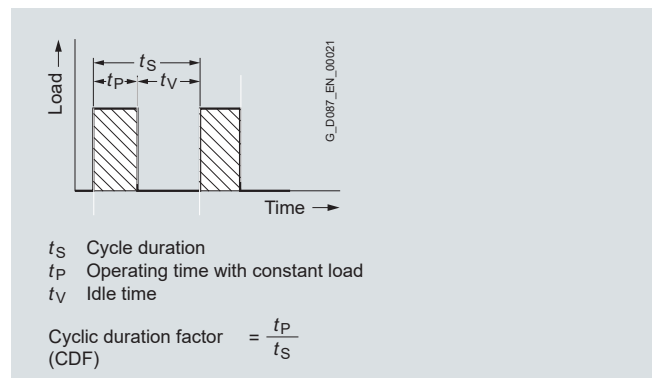 Load
tS
tP tV
G_D087_EN_00021
Time
tS Cycle duration
tP Operating time with constant load
tV Idle time
Cyclic duration factor = tP
(CDF) tS